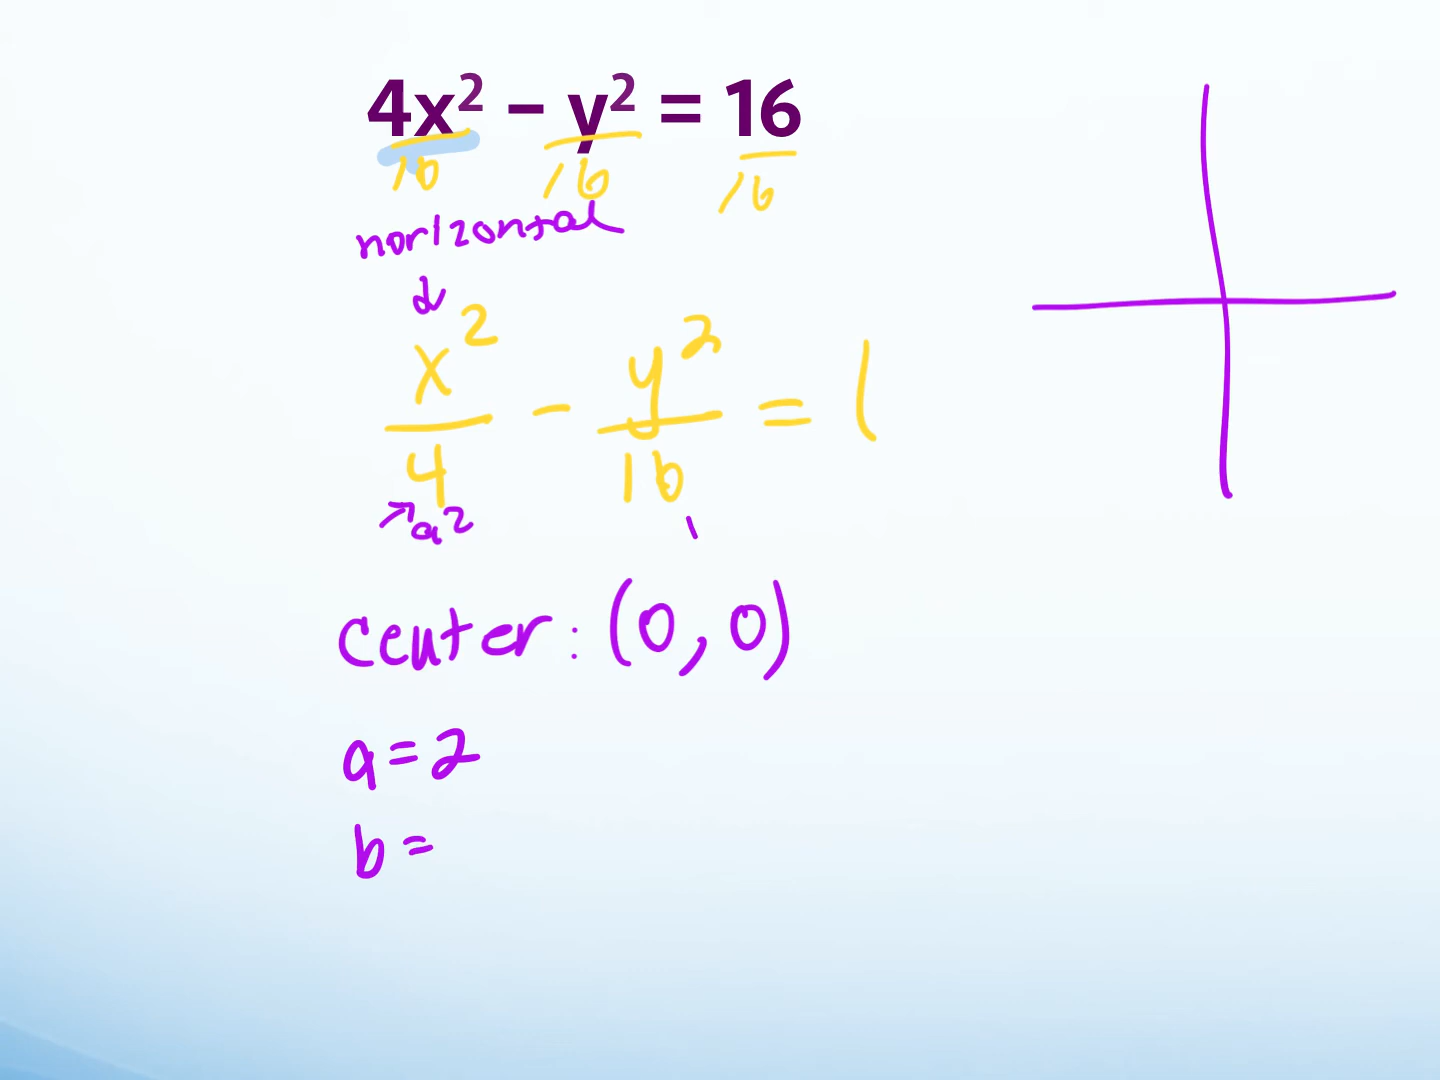 4x² − y² = 16
16 16 16
horizontal
↓
x² − y² = 1
4 16
↗a²
center: (0,0)
a=2
b=